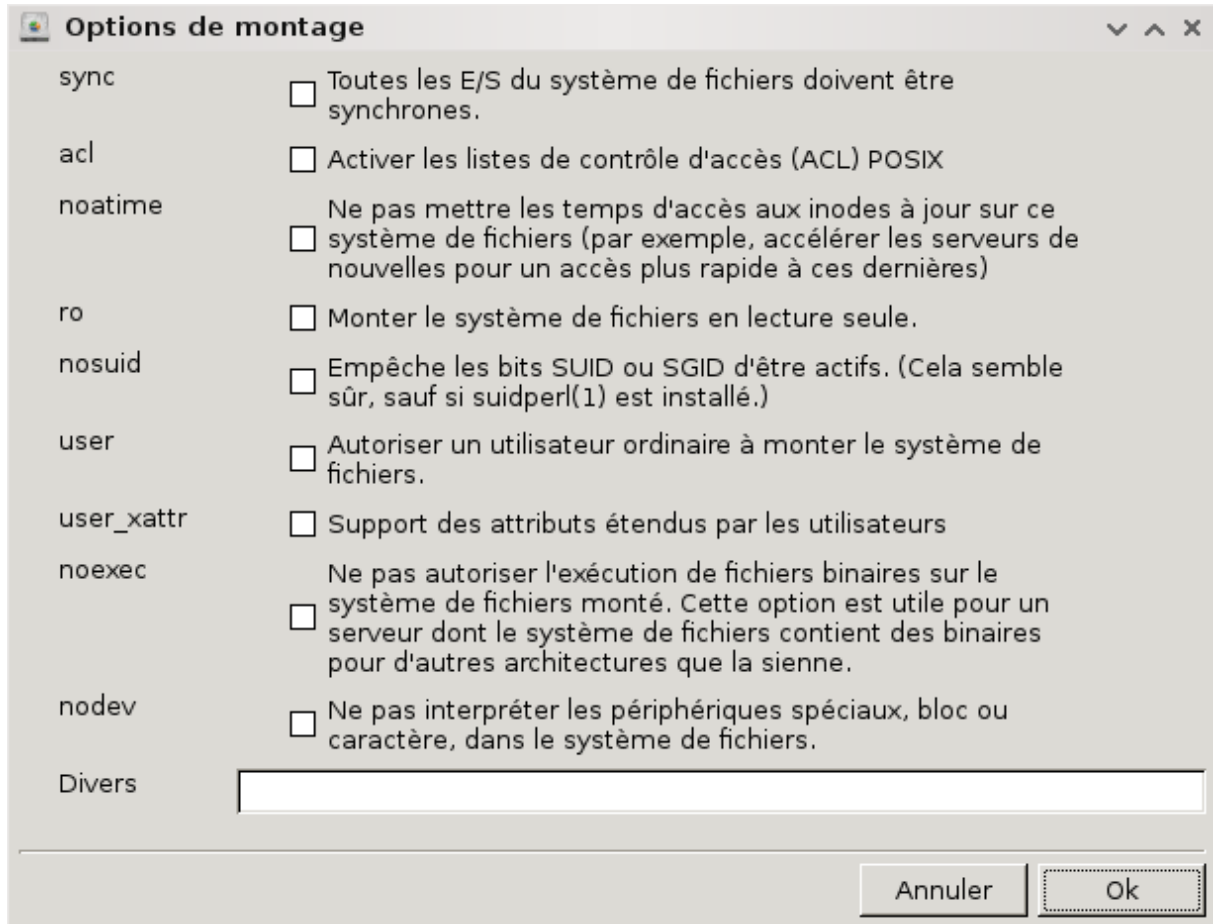 Options de montage
sync
Toutes les E/S du système de fichiers doivent être
synchrones.
acl
Activer les listes de contrôle d'accès (ACL) POSIX
noatime
Ne pas mettre les temps d'accès aux inodes à jour sur ce
système de fichiers (par exemple, accélérer les serveurs de
nouvelles pour un accès plus rapide à ces dernières)
ro
Monter le système de fichiers en lecture seule.
nosuid
Empêche les bits SUID ou SGID d'être actifs. (Cela semble
sûr, sauf si suidperl(1) est installé.)
user
Autoriser un utilisateur ordinaire à monter le système de
fichiers.
user_xattr
Support des attributs étendus par les utilisateurs
noexec
Ne pas autoriser l'exécution de fichiers binaires sur le
système de fichiers monté. Cette option est utile pour un
serveur dont le système de fichiers contient des binaires
pour d'autres architectures que la sienne.
nodev
Ne pas interpréter les périphériques spéciaux, bloc ou
caractère, dans le système de fichiers.
Divers
Annuler
Ok